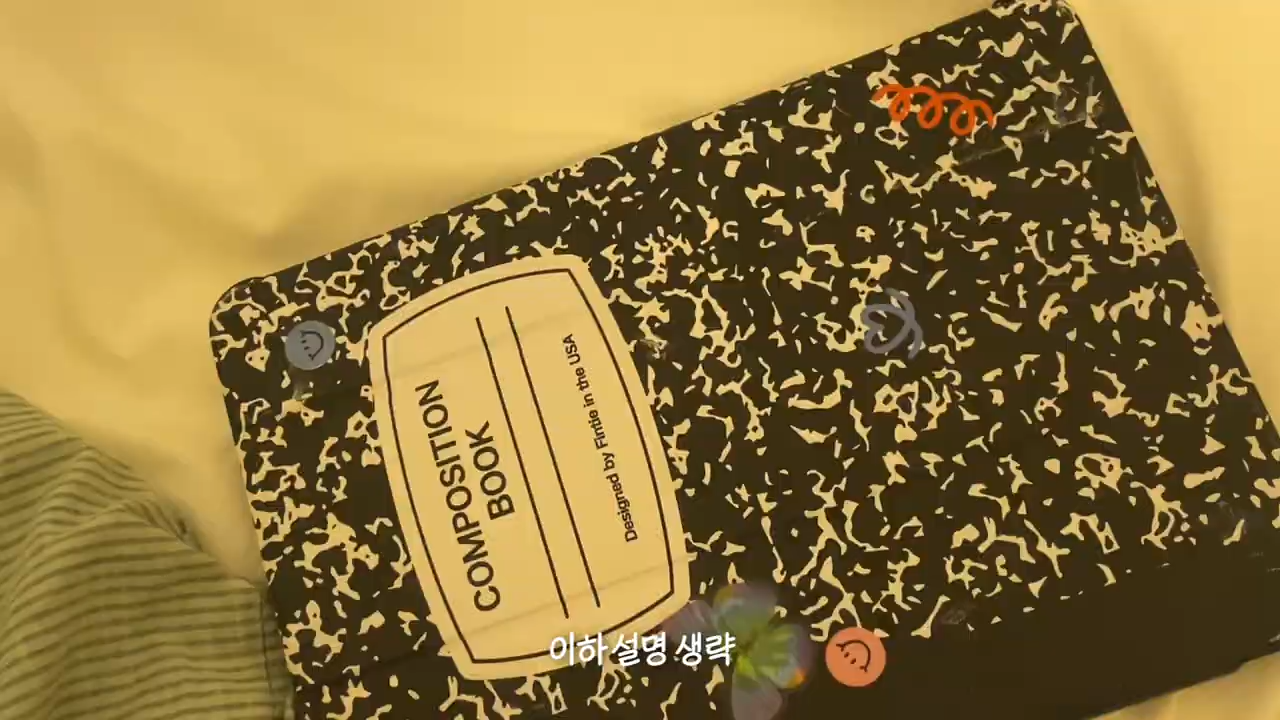 COMPOSITION
BOOK
Designed by Fintie in the USA
이하 설명 생략